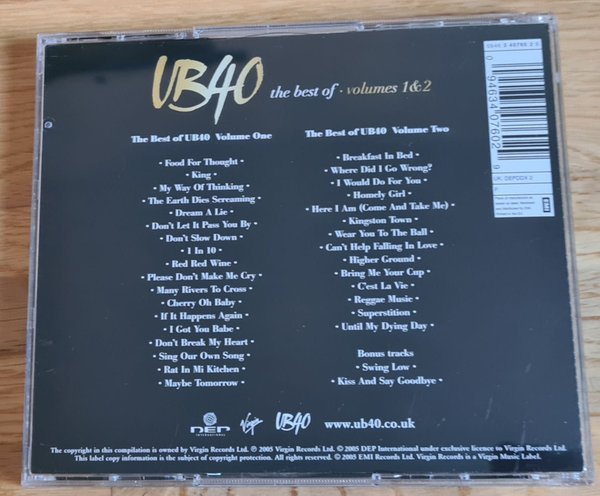 UB40 the best of · volumes 1&2
The Best of UB40 Volume One
· Food For Thought ·
· King ·
· My Way Of Thinking ·
· The Earth Dies Screaming ·
· Dream A Lie ·
· Don't Let It Pass You By ·
· Don't Slow Down ·
· 1 In 10 ·
· Red Red Wine ·
· Please Don't Make Me Cry ·
· Many Rivers To Cross ·
· Cherry Oh Baby ·
· If It Happens Again ·
· I Got You Babe ·
· Don't Break My Heart ·
· Sing Our Own Song ·
· Rat In Mi Kitchen ·
· Maybe Tomorrow ·
The Best of UB40 Volume Two
· Breakfast In Bed ·
· Where Did I Go Wrong? ·
· I Would Do For You ·
· Homely Girl ·
· Here I Am (Come And Take Me) ·
· Kingston Town ·
· Wear You To The Ball ·
· Can't Help Falling In Love ·
· Higher Ground ·
· Bring Me Your Cup ·
· C'est La Vie ·
· Reggae Music ·
· Superstition ·
· Until My Dying Day ·
Bonus tracks
· Swing Low ·
· Kiss And Say Goodbye ·
0 94634 07602 9
EMI
DEP
INTERNATIONAL
Virgin
UB40
www.ub40.co.uk
The copyright in this compilation is owned by Virgin Records Ltd. ℗ 2005 Virgin Records Ltd. © 2005 DEP International under exclusive licence to Virgin Records Ltd.
This label copy information is the subject of copyright protection. All rights reserved. © 2005 EMI Records Ltd. is a Virgin Music Label.